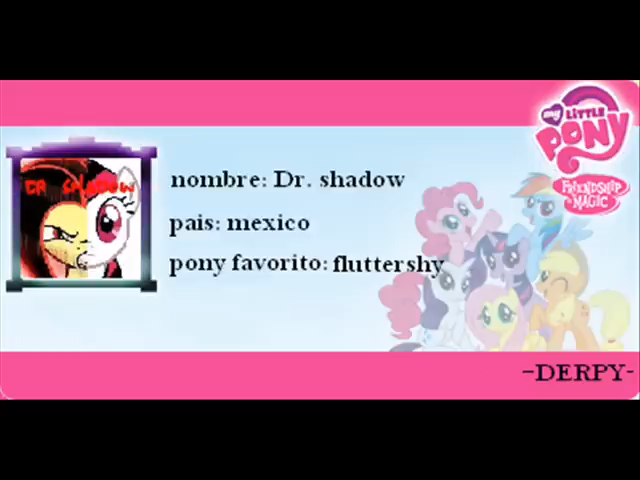 my LITTLE
PONY
FRIENDSHIP
is MAGIC
DR SHADOW
nombre: Dr. shadow
pais: mexico
pony favorito: fluttershy
-DERPY-